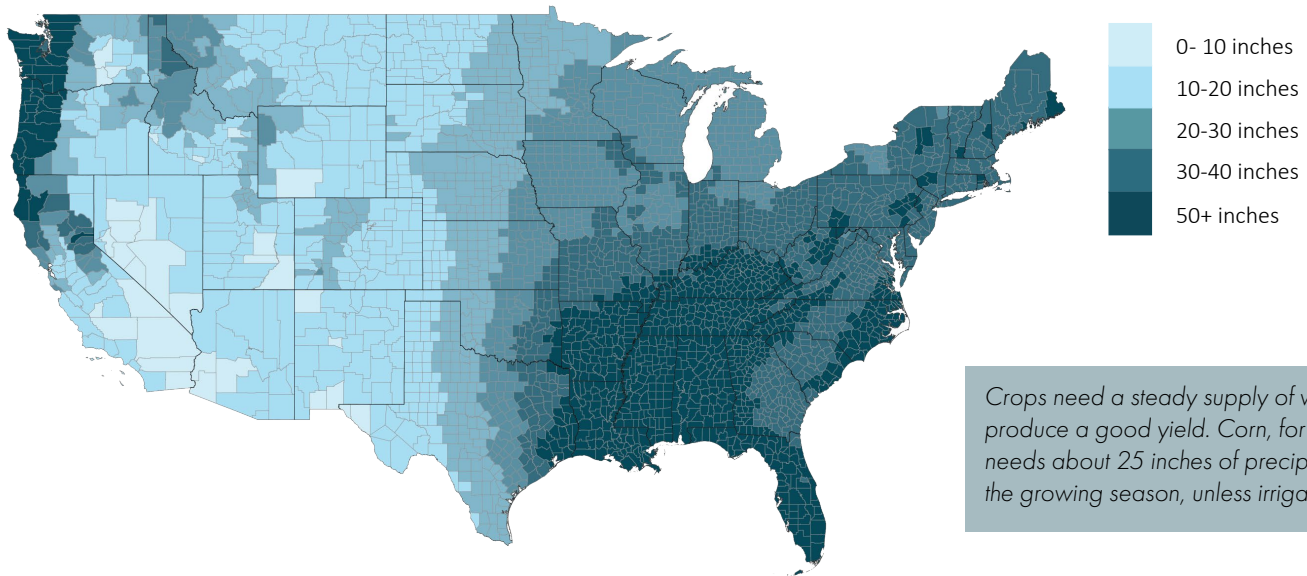 0- 10 inches
10-20 inches
20-30 inches
30-40 inches
50+ inches
Crops need a steady supply of
produce a good yield. Corn, for
needs about 25 inches of precip
the growing season, unless irriga